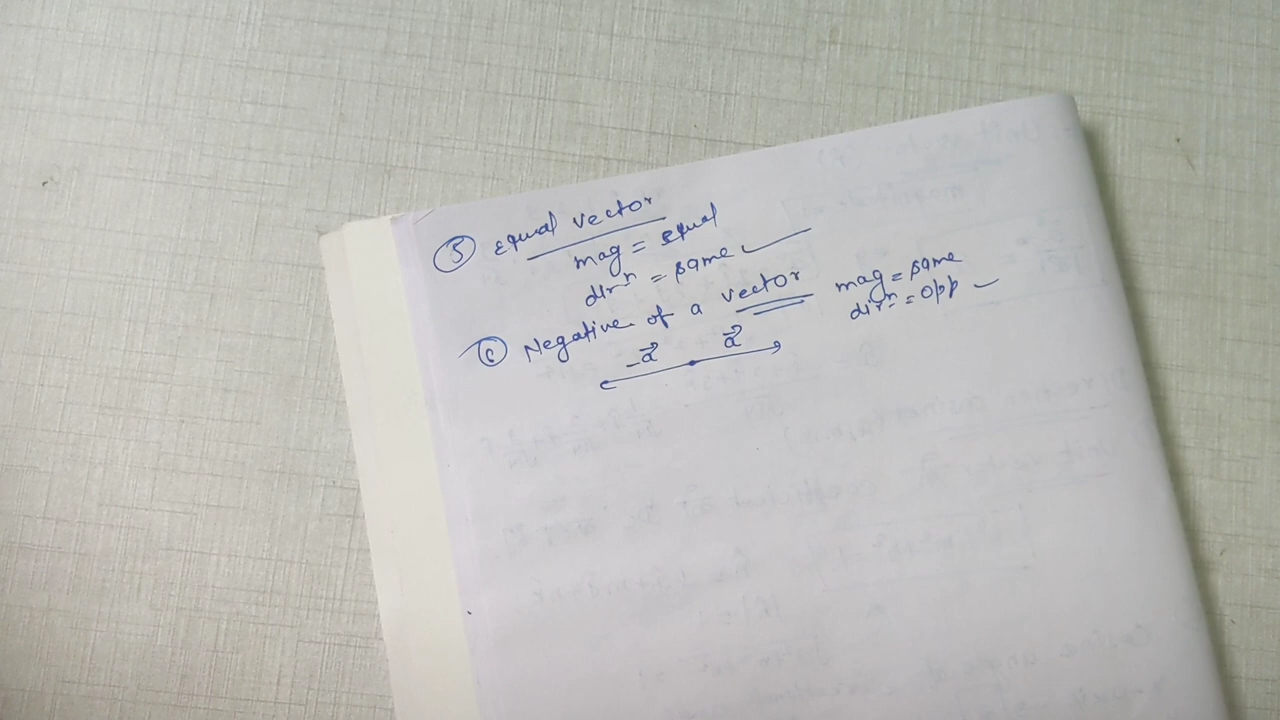 ⑤ Equal vector
mag = equal
dirⁿ = same
⑥ Negative of a vector mag = same
dirⁿ = opp
-a⃗ a⃗